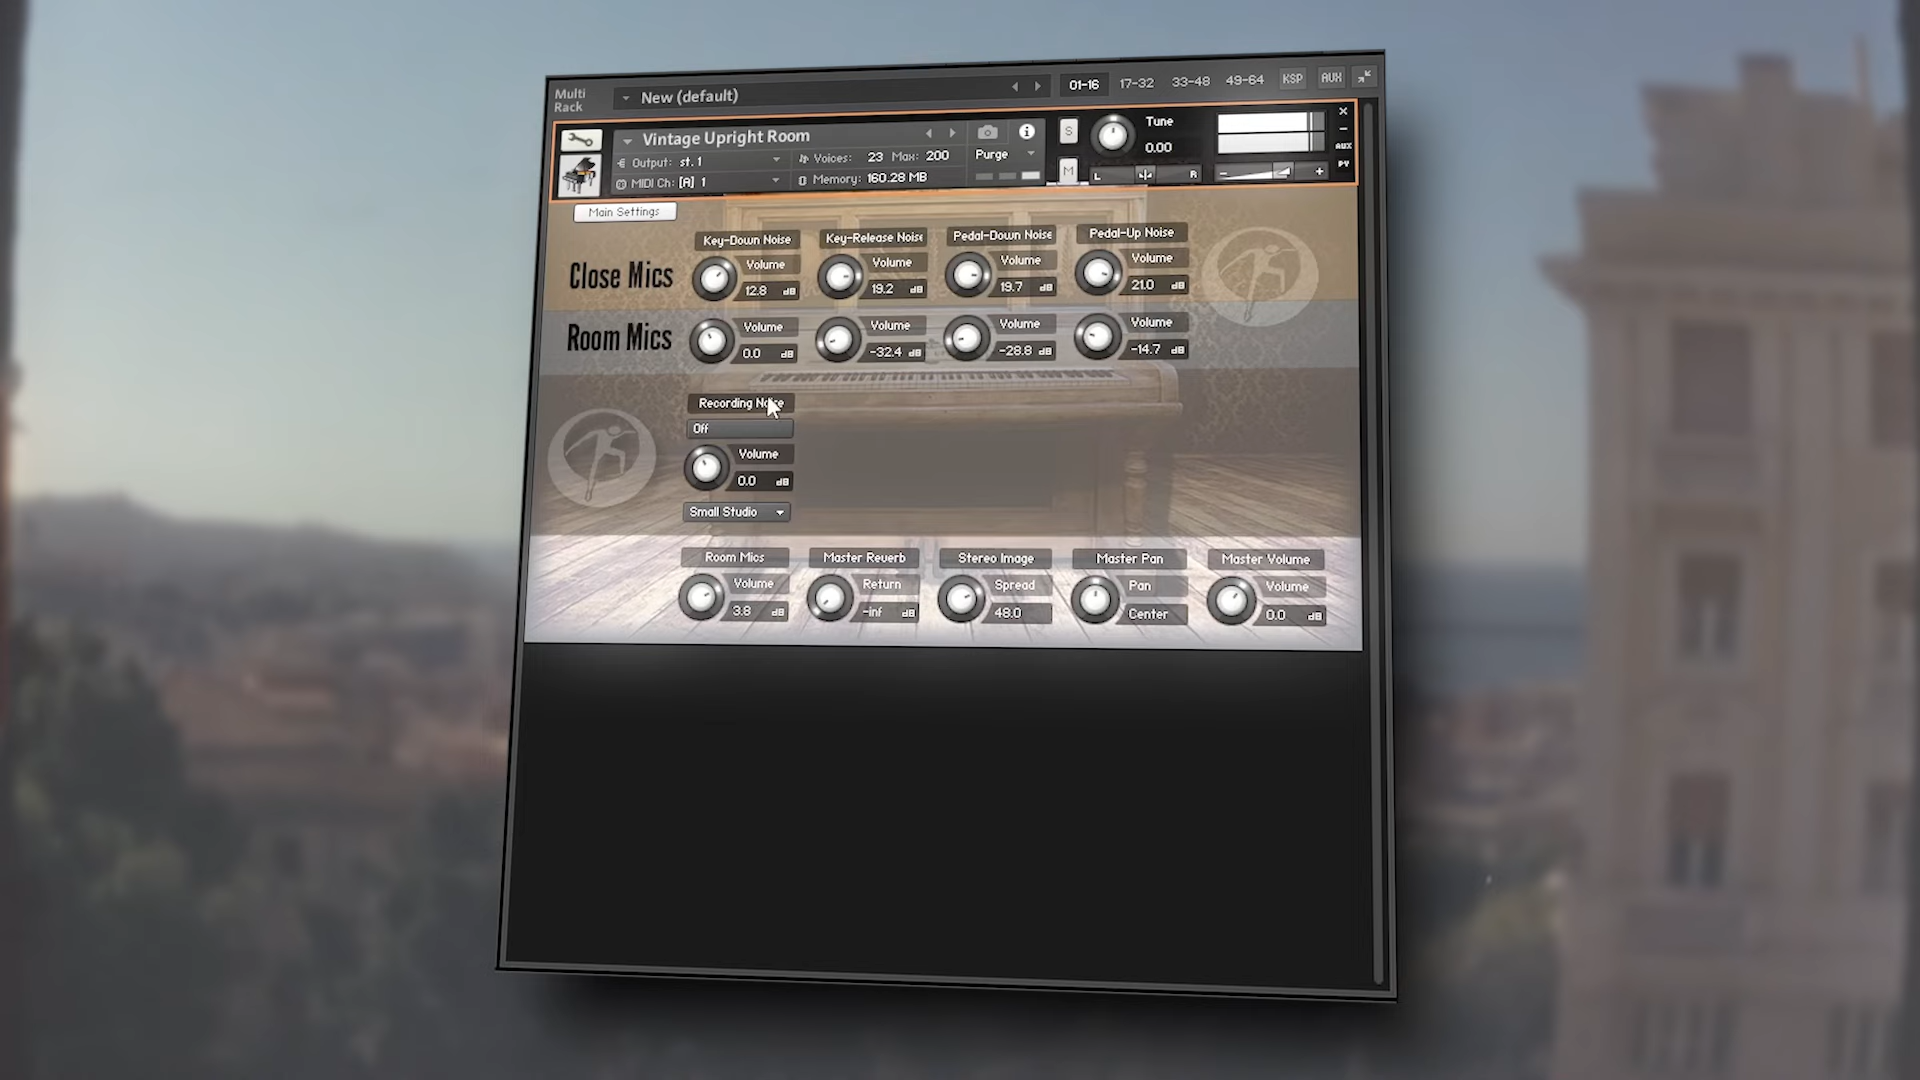 Multi
Rack
New (default)
01-16 17-32 33-48 49-64 KSP AUX
Vintage Upright Room
Output: st.1
Voices: 23 Max: 200
MIDI Ch: [A] 1
Memory: 160.28 MB
Purge
S
M
Tune
0.00
L R
- +
×
-
AUX
PV
Main Settings
Key-Down Noise Key-Release Noise Pedal-Down Noise Pedal-Up Noise
Close Mics
Volume Volume Volume Volume
12.8 dB 19.2 dB 19.7 dB 21.0 dB
Room Mics
Volume Volume Volume Volume
0.0 dB -32.4 dB -28.8 dB -14.7 dB
Recording Noise
Off
Volume
0.0 dB
Small Studio
Room Mics Master Reverb Stereo Image Master Pan Master Volume
Volume Return Spread Pan Volume
3.8 dB -inf dB 48.0 Center 0.0 dB